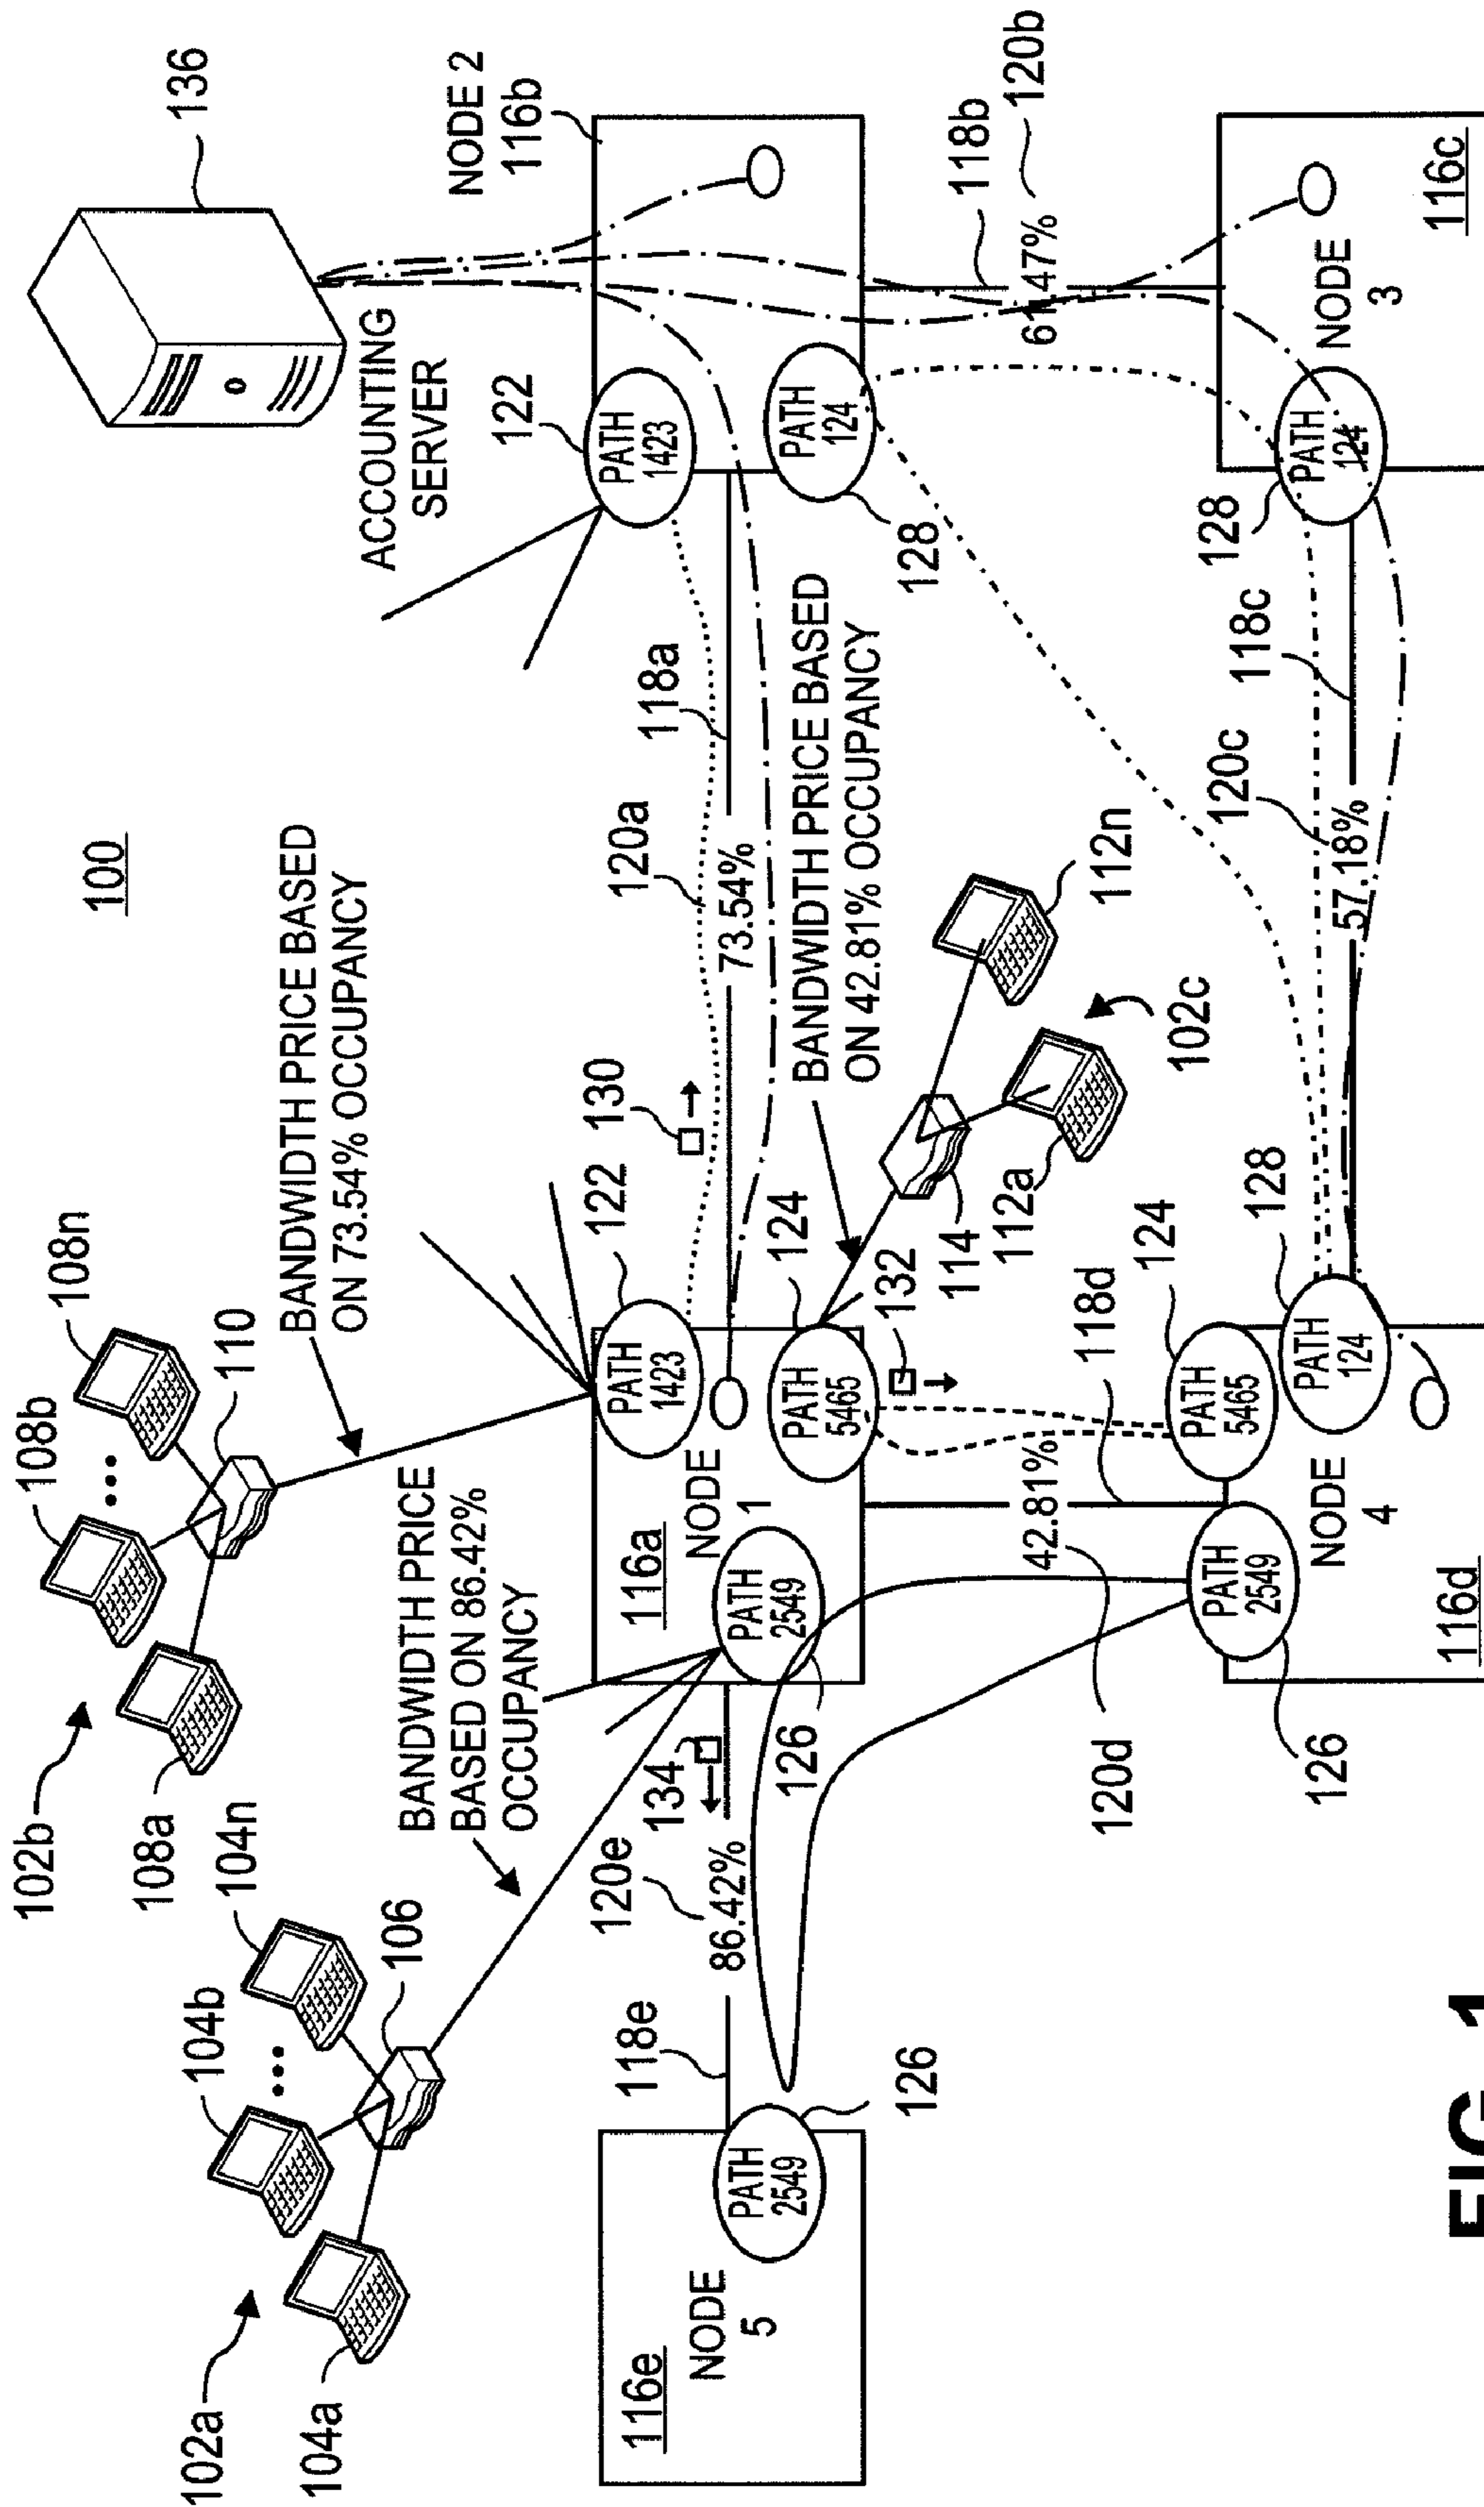 100
136
ACCOUNTING
SERVER
102b
108a
108b
108n
110
BANDWIDTH PRICE BASED
ON 73.54% OCCUPANCY
102a
104a
104b
104n
106
BANDWIDTH PRICE
BASED ON 86.42%
OCCUPANCY
116e
NODE
5
PATH
2549
126
118e
120e
86.42%
134
116a
NODE
1
PATH
2549
126
PATH
1423
122
PATH
5465
124
130
132
120a
73.54%
118a
122
PATH
1423
NODE 2
116b
PATH
124
128
BANDWIDTH PRICE BASED
ON 42.81% OCCUPANCY
112n
112a
114
102c
118d
42.81%
120d
118b
120b
61.47%
126
PATH
2549
PATH
5465
124
128
PATH
124
NODE
4
116d
120c
57.18%
118c
128
PATH
124
NODE
3
116c
FIG. 1